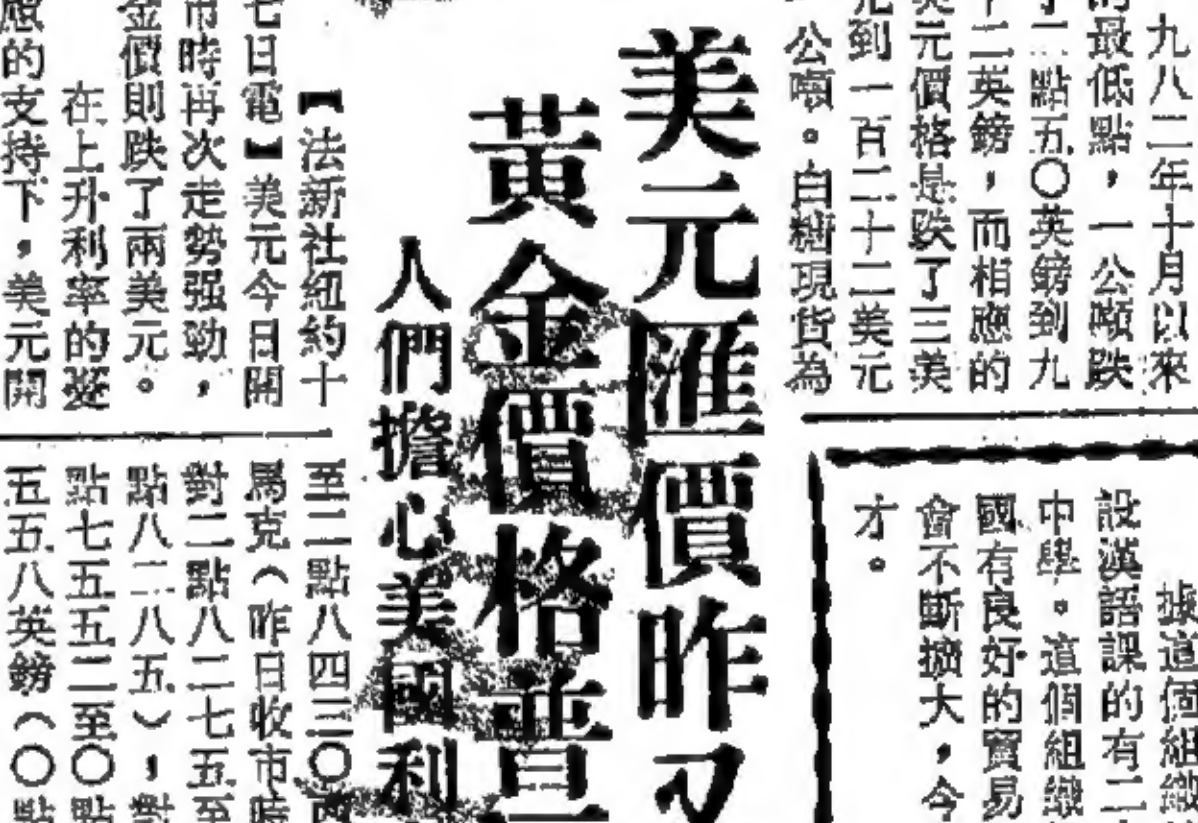 九八二年十月以來
的最低點，一公噸跌
了二點五〇英鎊到九
十二英鎊，而相應的
美元價格是跌了三美
元到一百二十二美元
公噸。白糖現貨為
據這個組織
設漢語課的有二
中學。這個組織
國有良好的貿易
會不斷擴大，今
才。
美元匯價昨又
黃金價格普
人們擔心美國利
【法新社紐約十
七日電】美元今日開
市時再次走勢强勁，
金價則跌了兩美元。
在上升利率的憂
慮的支持下，美元開
至二點八四三〇西
馬克（昨日收市時
對二點八二七五至
點八二八五），對
點七五五二至〇點
五五八英鎊（〇點